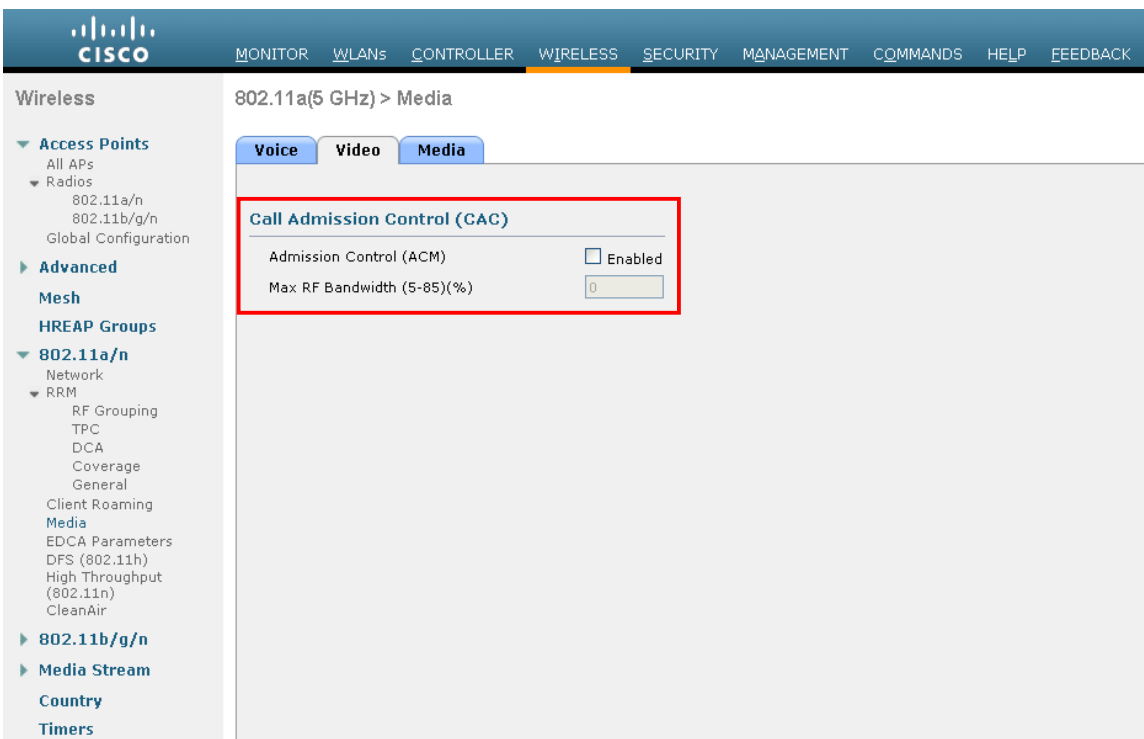 CISCO
MONITOR WLANs CONTROLLER WIRELESS SECURITY MANAGEMENT COMMANDS HELP FEEDBACK
Wireless
Access Points
All APs
Radios
802.11a/n
802.11b/g/n
Global Configuration
Advanced
Mesh
HREAP Groups
802.11a/n
Network
RRM
RF Grouping
TPC
DCA
Coverage
General
Client Roaming
Media
EDCA Parameters
DFS (802.11h)
High Throughput
(802.11n)
CleanAir
802.11b/g/n
Media Stream
Country
Timers
802.11a(5 GHz) > Media
Voice Video Media
Call Admission Control (CAC)
Admission Control (ACM) Enabled
Max RF Bandwidth (5-85)(%) 0